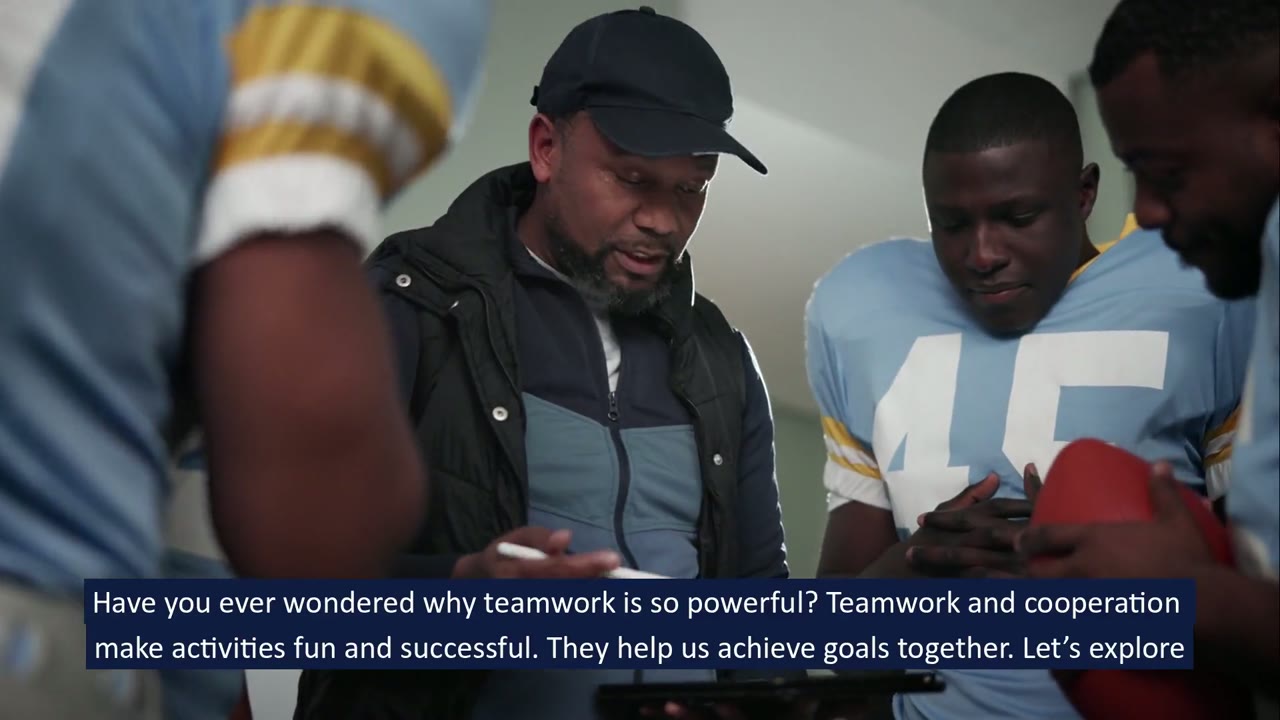 45
Have you ever wondered why teamwork is so powerful? Teamwork and cooperation
make activities fun and successful. They help us achieve goals together. Let’s explore